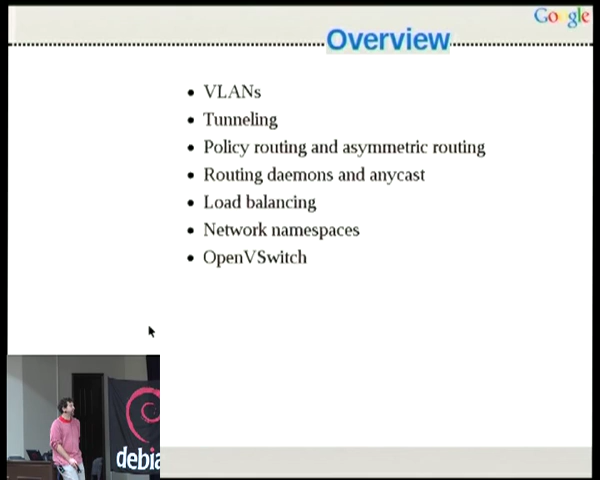 Google
Overview
VLANs
Tunneling
Policy routing and asymmetric routing
Routing daemons and anycast
Load balancing
Network namespaces
OpenVSwitch
debia